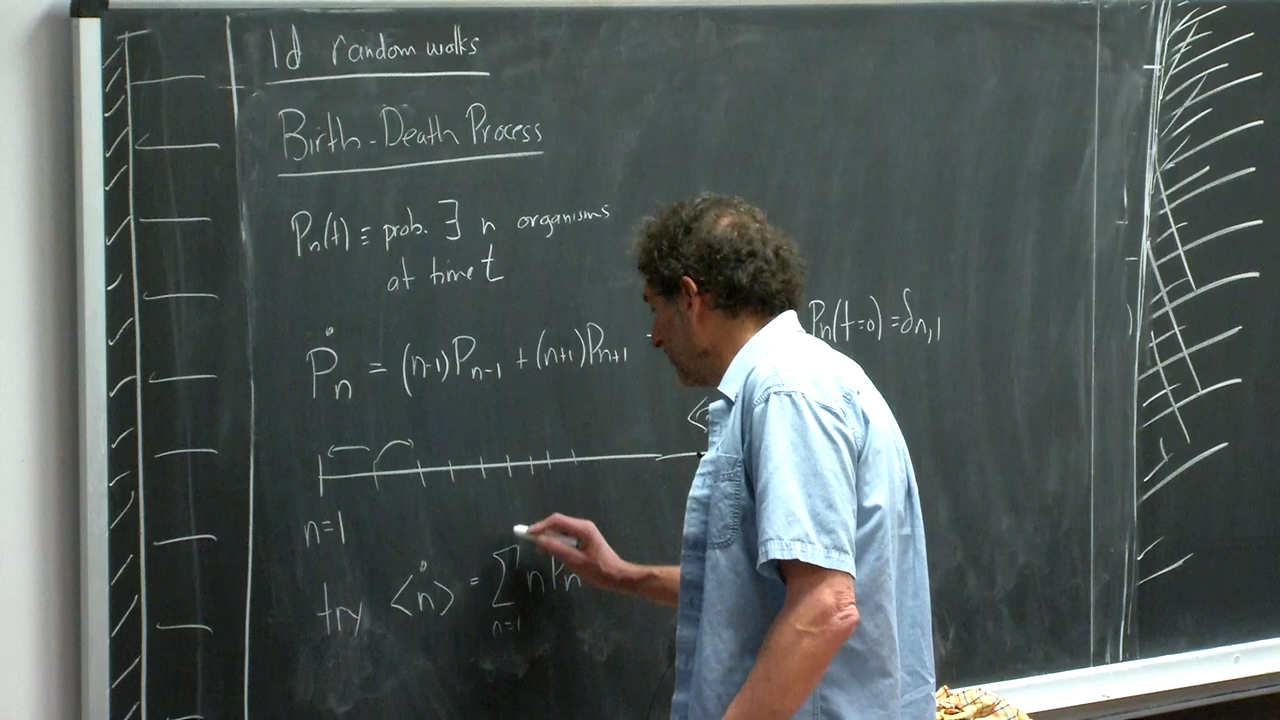 1d random walks
Birth-Death Process
Pₙ(t) ≡ prob. ∃ n organisms
at time t
Pₙ(t=0) = δₙ,₁
Ṗₙ = (n-1)Pₙ₋₁ + (n+1)Pₙ₊₁ -
n=1
try <ṅ> = ∑ n Pₙ
n=1